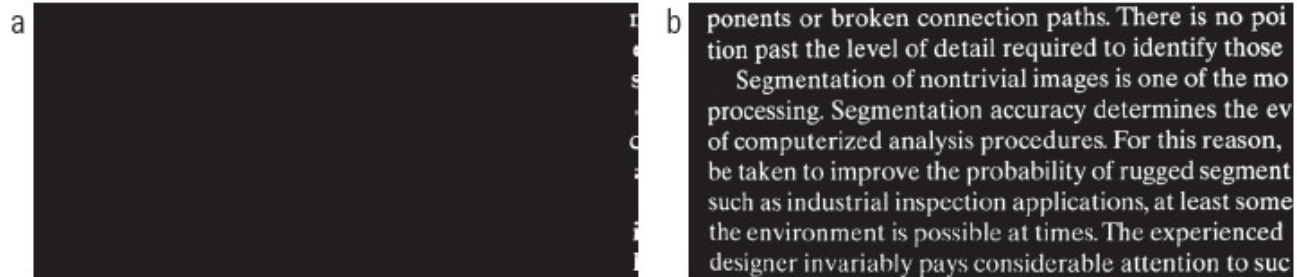 a
b
ponents or broken connection paths. There is no poi
tion past the level of detail required to identify those
Segmentation of nontrivial images is one of the mo
processing. Segmentation accuracy determines the ev
of computerized analysis procedures. For this reason,
be taken to improve the probability of rugged segment
such as industrial inspection applications, at least some
the environment is possible at times. The experienced
designer invariably pays considerable attention to suc